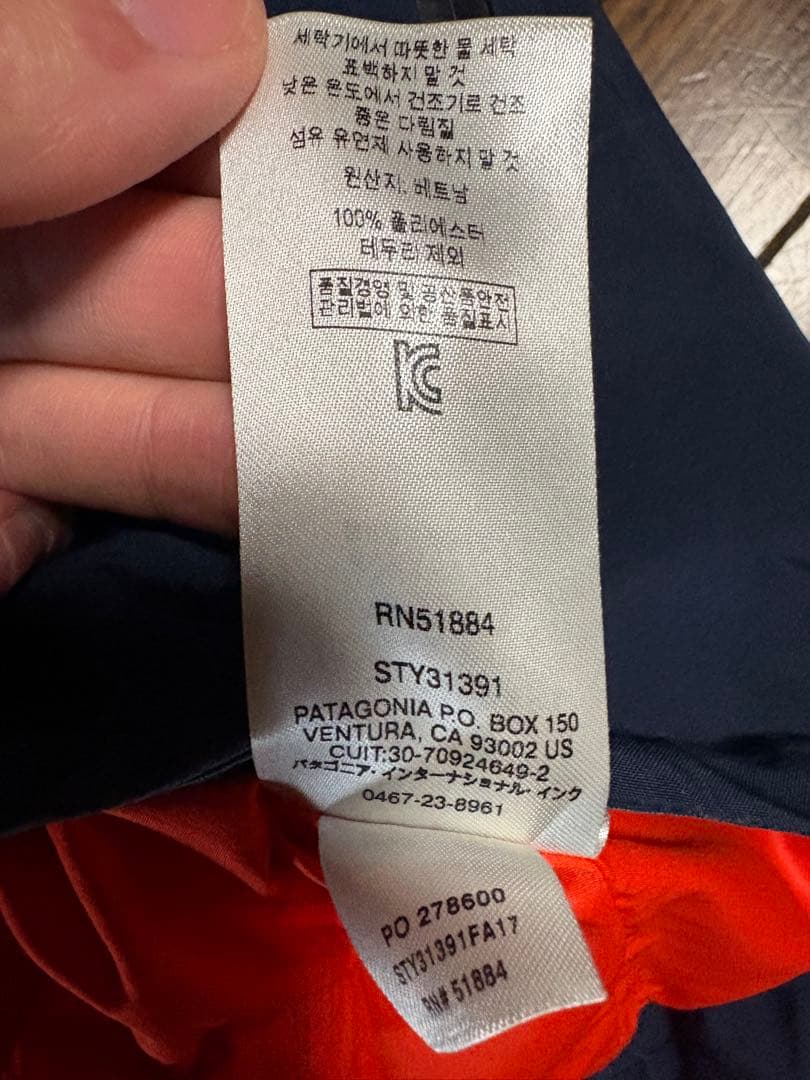 세탁기에서 따뜻한 물 세탁
표백하지 말 것
낮은 온도에서 건조기로 건조
중온 다림질
섬유 유연제 사용하지 말 것
원산지: 베트남
100% 폴리에스터
테두리 제외
품질경영 및 공산품안전
관리법에 의한 품질표시
KC
RN51884
STY31391
PATAGONIA P.O. BOX 150
VENTURA, CA 93002 US
CUIT:30-70924649-2
パタゴニア・インターナショナル・インク
0467-23-8961
PO 278600
STY31391FA17
RN# 51884